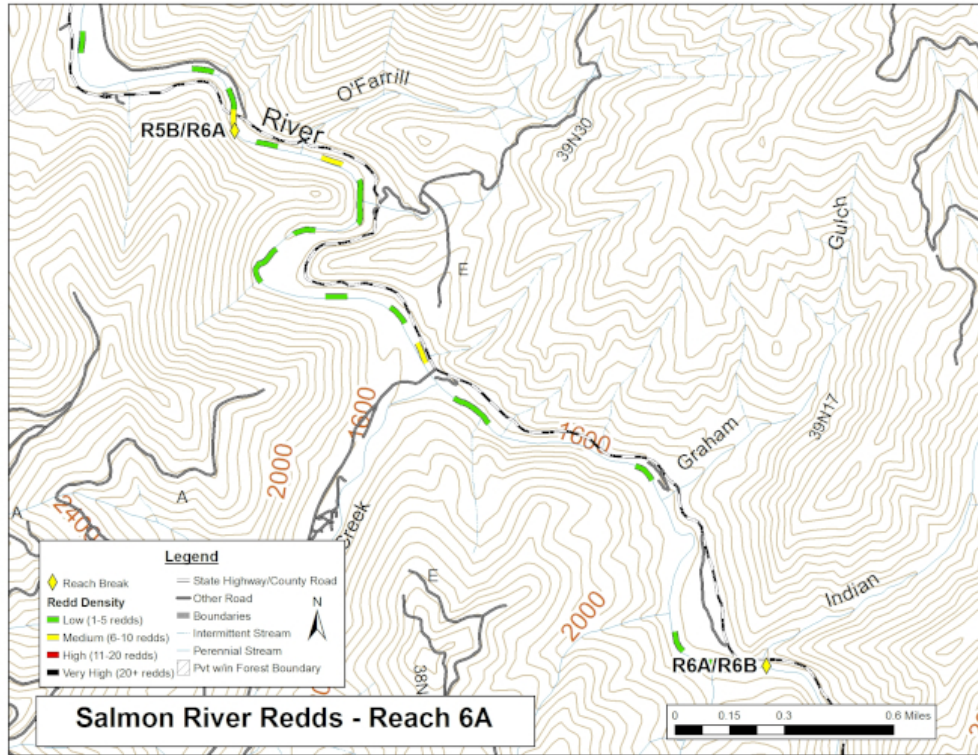 O'Farrill
River
R5B/R6A
39N30
Gulch
E
1600
1600
2000
Graham
39N17
A
A
2400
Creek
E
Indian
2000
38N
R6A/R6B
Legend
Reach Break
Redd Density
Low (1-5 redds)
Medium (6-10 redds)
High (11-20 redds)
Very High (20+ redds)
State Highway/County Road
Other Road
Boundaries
Intermittent Stream
Perennial Stream
Pvt w/in Forest Boundary
N
Salmon River Redds - Reach 6A
0 0.15 0.3 0.6 Miles